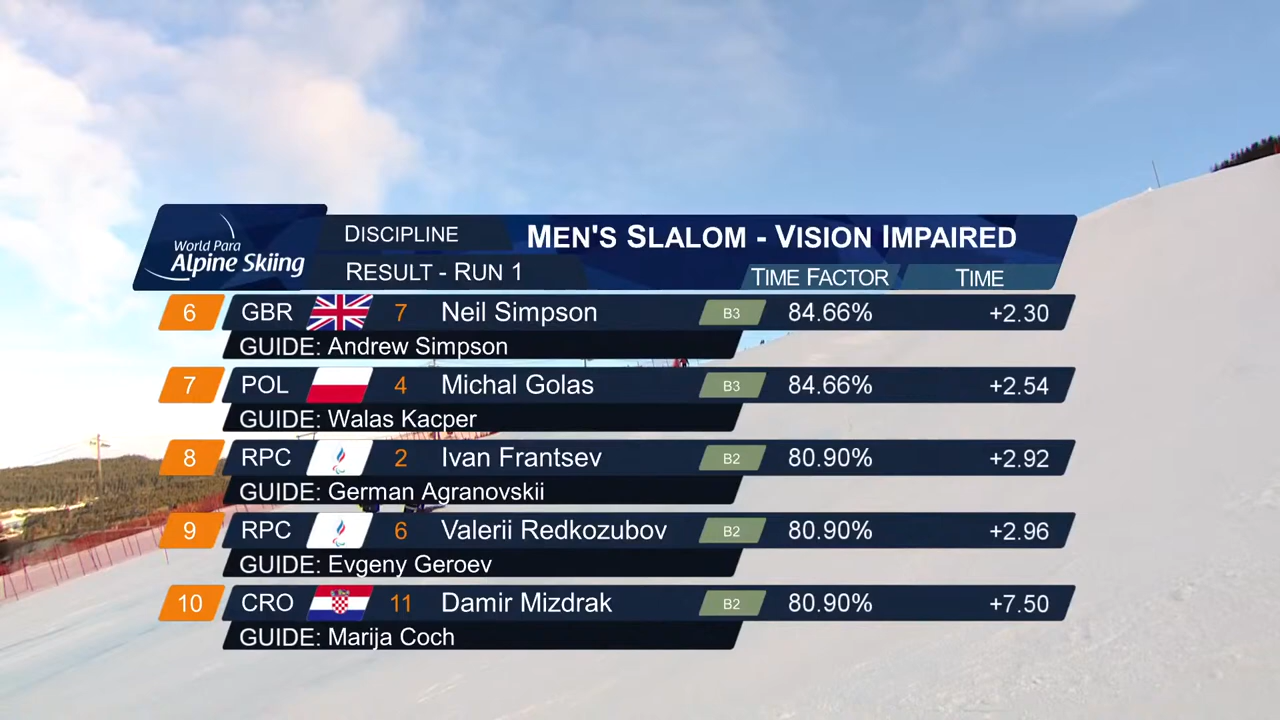 World Para
Alpine Skiing
DISCIPLINE
MEN'S SLALOM - VISION IMPAIRED
RESULT - RUN 1
TIME FACTOR
TIME
6 GBR 7 Neil Simpson B3 84.66% +2.30
GUIDE: Andrew Simpson
7 POL 4 Michal Golas B3 84.66% +2.54
GUIDE: Walas Kacper
8 RPC 2 Ivan Frantsev B2 80.90% +2.92
GUIDE: German Agranovskii
9 RPC 6 Valerii Redkozubov B2 80.90% +2.96
GUIDE: Evgeny Geroev
10 CRO 11 Damir Mizdrak B2 80.90% +7.50
GUIDE: Marija Coch